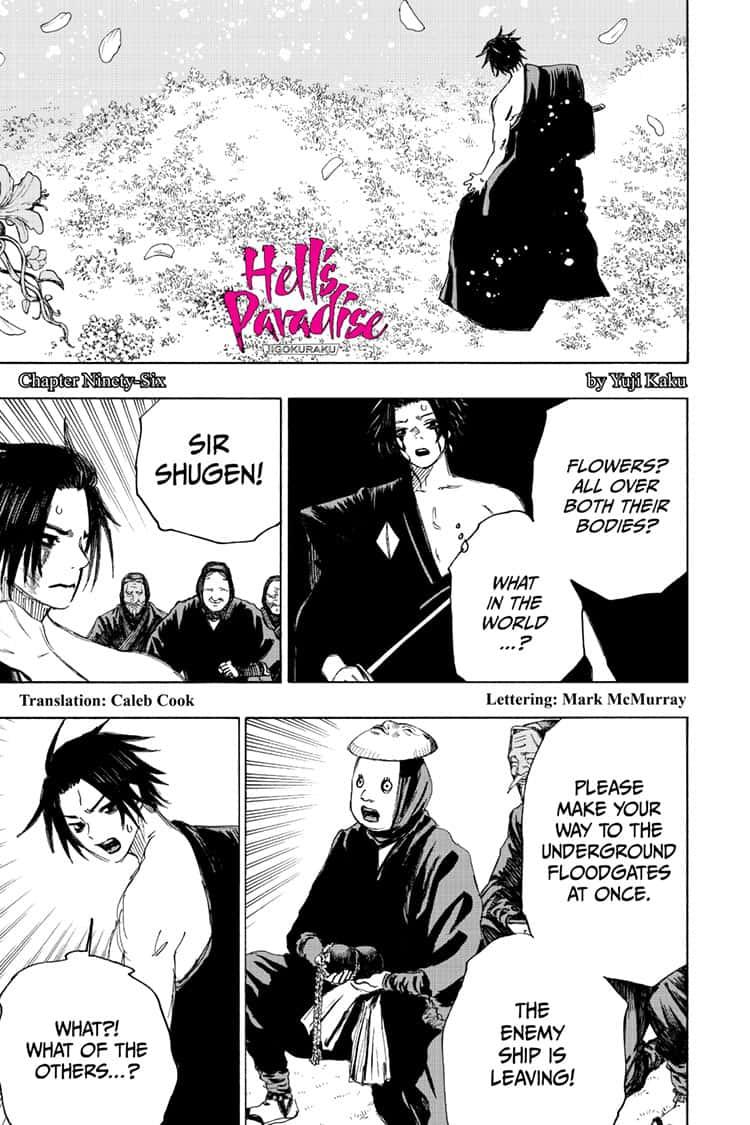 Hell's
Paradise
JIGOKURAKU
Chapter Ninety-Six
by Yuji Kaku
FLOWERS?
ALL OVER
BOTH THEIR
BODIES?
WHAT
IN THE
WORLD
...?
SIR
SHUGEN!
Translation: Caleb Cook
Lettering: Mark McMurray
PLEASE
MAKE YOUR
WAY TO THE
UNDERGROUND
FLOODGATES
AT ONCE.
THE
ENEMY
SHIP IS
LEAVING!
WHAT?!
WHAT OF THE
OTHERS...?